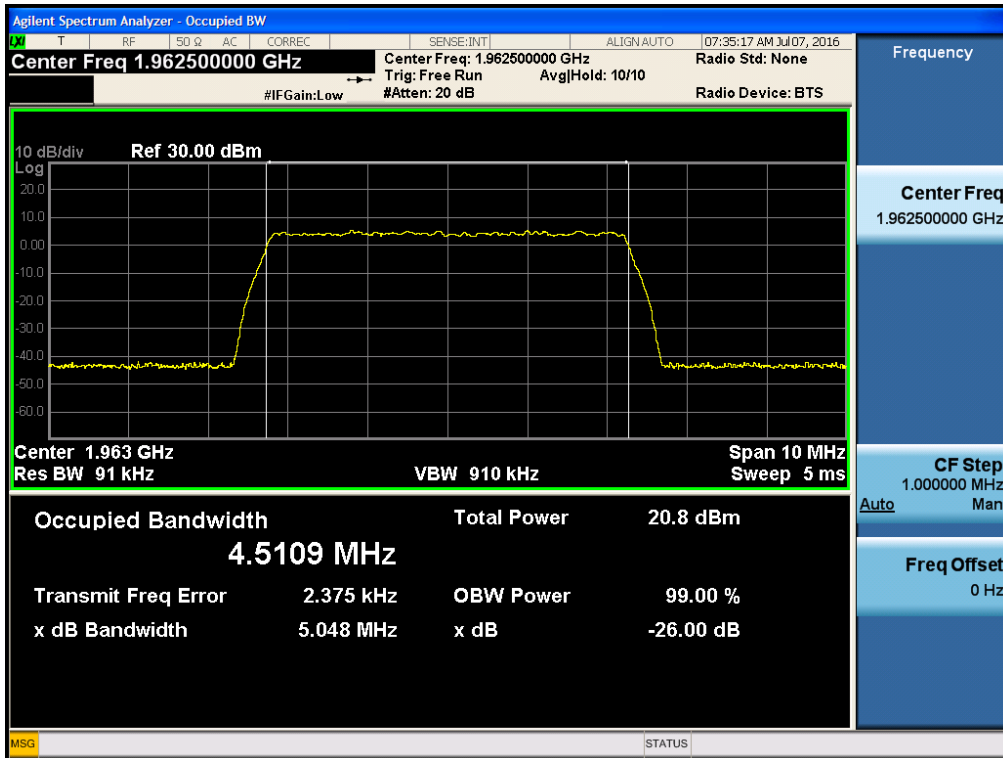 Agilent Spectrum Analyzer - Occupied BW
LXI T RF 50 Ω AC CORREC SENSE:INT ALIGN AUTO 07:35:17 AM Jul 07, 2016
Center Freq 1.962500000 GHz
Center Freq: 1.962500000 GHz Radio Std: None
Trig: Free Run Avg|Hold: 10/10
#IFGain:Low #Atten: 20 dB Radio Device: BTS
Frequency
10 dB/div Ref 30.00 dBm
Log
20.0
10.0
0.00
-10.0
-20.0
-30.0
-40.0
-50.0
-60.0
Center 1.963 GHz Span 10 MHz
Res BW 91 kHz VBW 910 kHz Sweep 5 ms
Center Freq
1.962500000 GHz
CF Step
1.000000 MHz
Auto Man
Freq Offset
0 Hz
Occupied Bandwidth Total Power 20.8 dBm
4.5109 MHz
Transmit Freq Error 2.375 kHz OBW Power 99.00 %
x dB Bandwidth 5.048 MHz x dB -26.00 dB
MSG STATUS